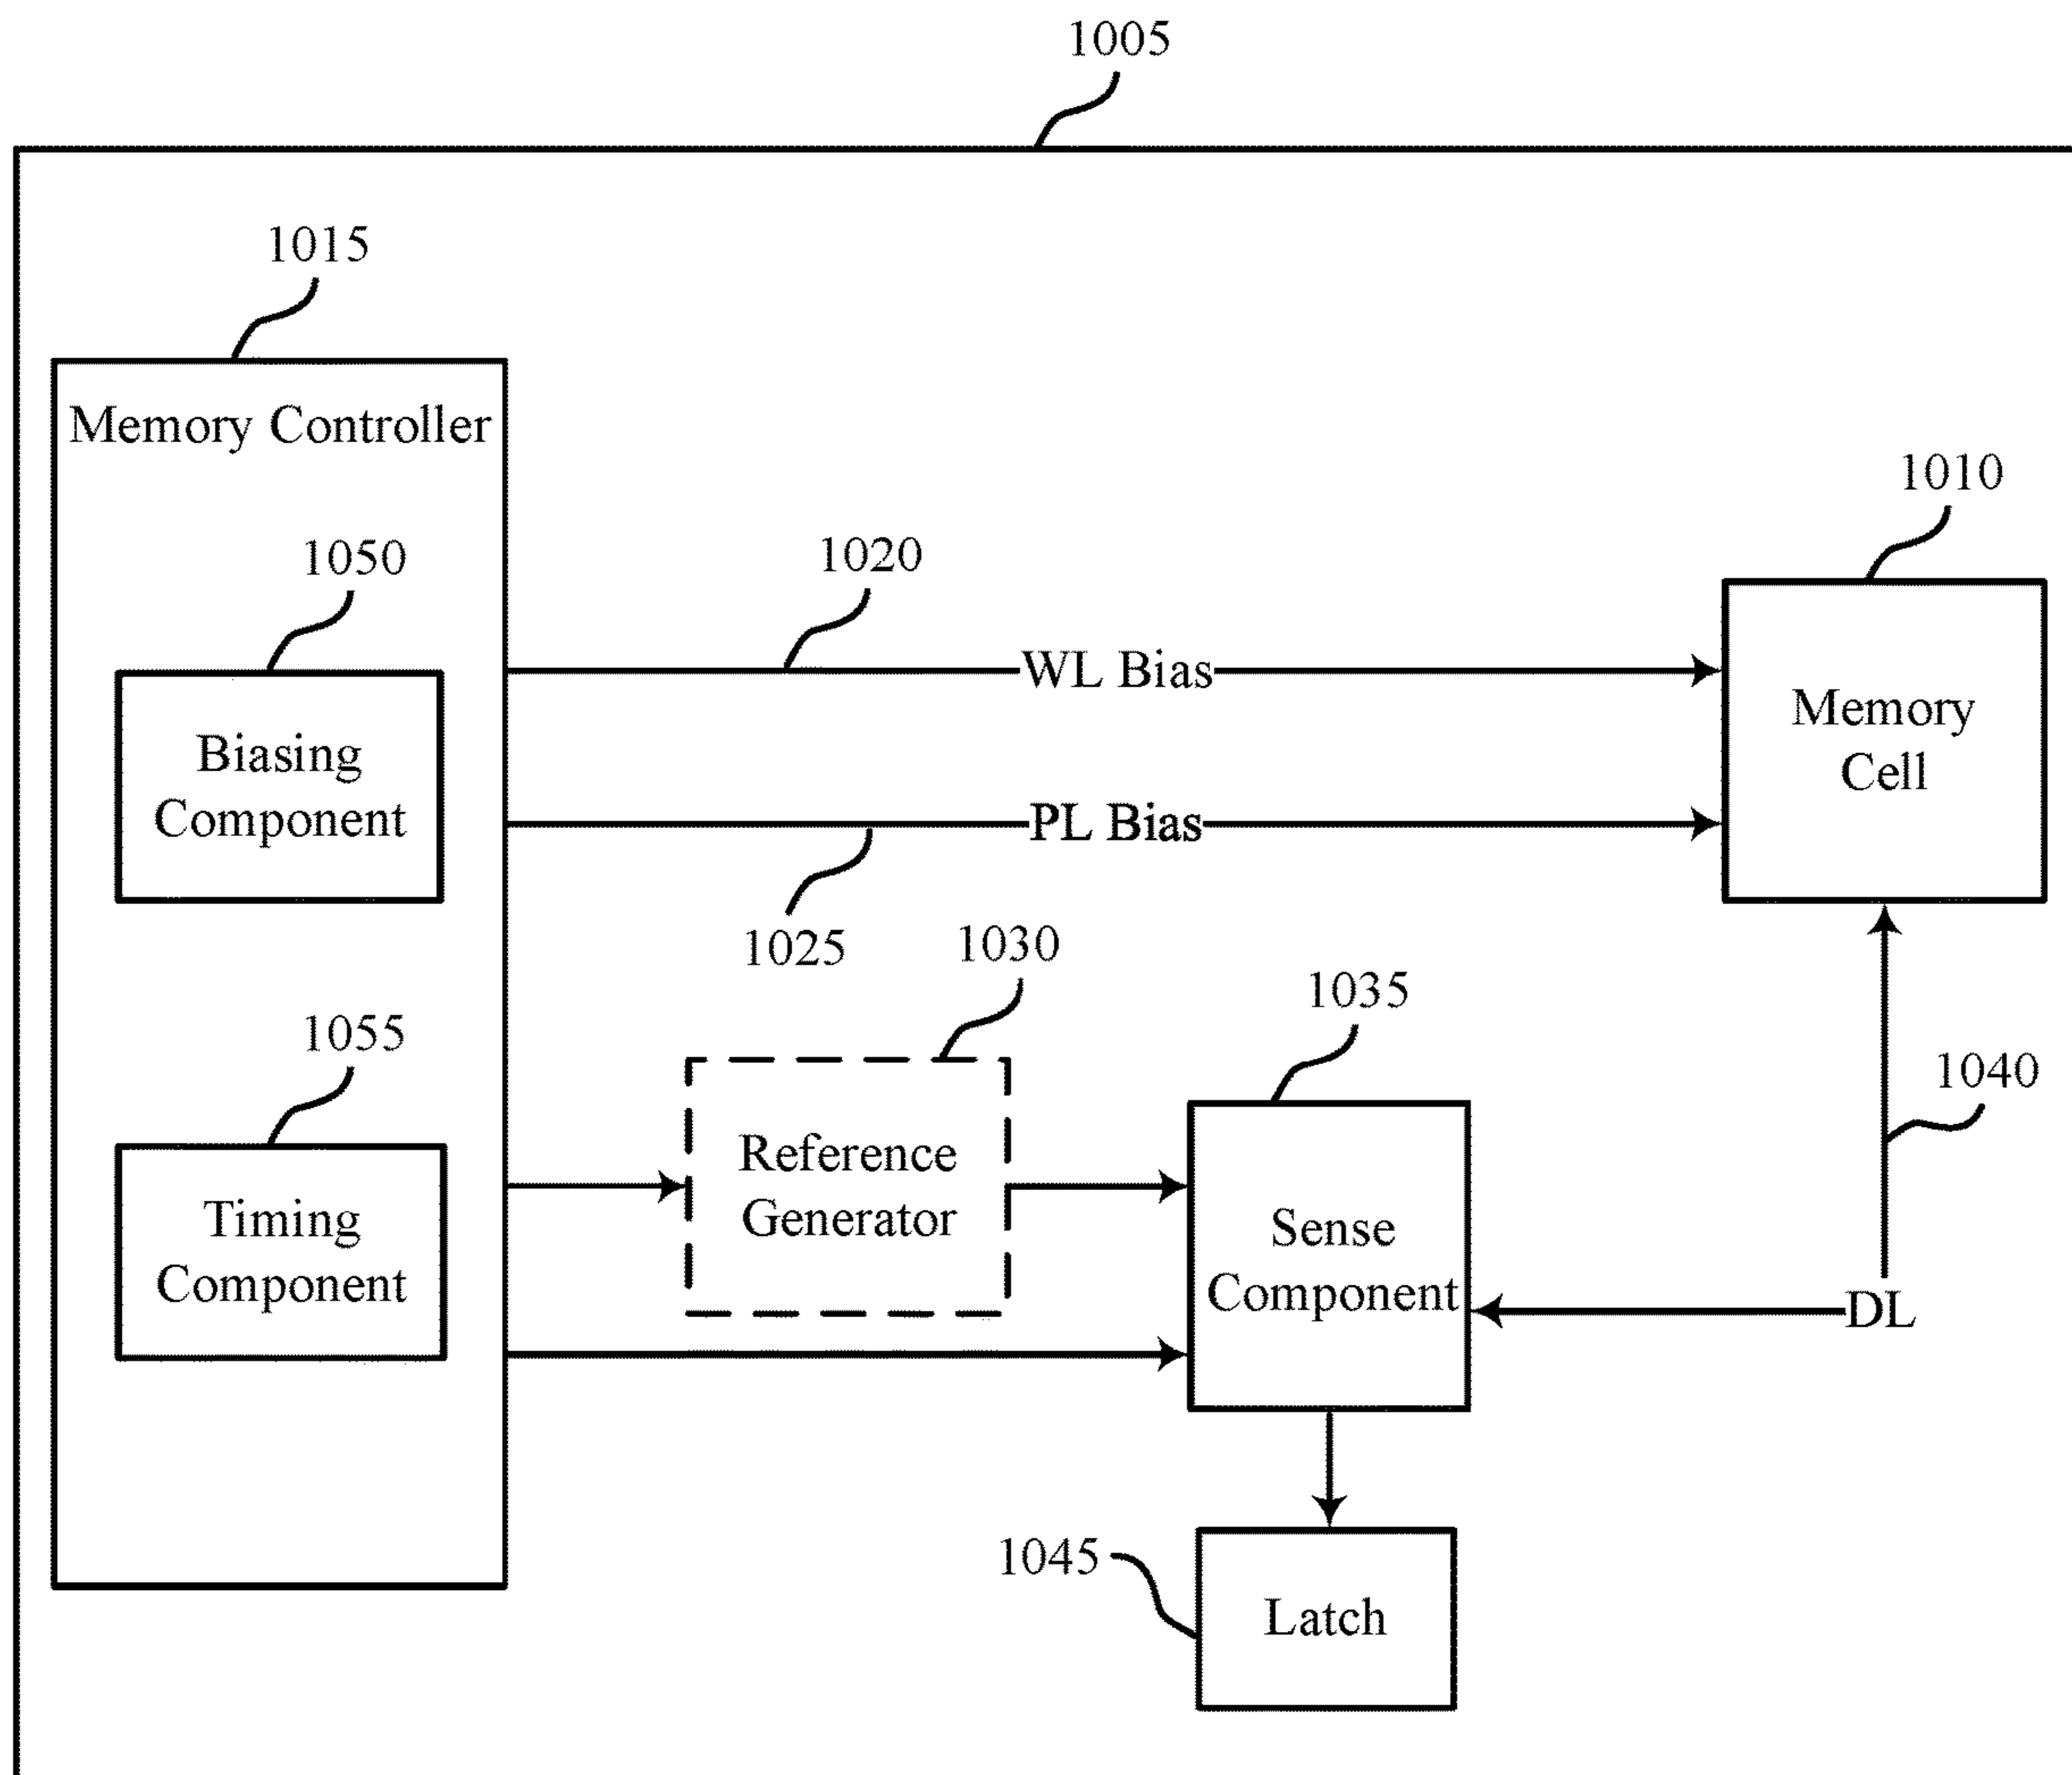 1005
1015
Memory Controller
1010
1050
1020
WL Bias
Memory
Cell
Biasing
Component
PL Bias
1025
1030
1035
1055
1040
Reference
Generator
Timing
Component
Sense
Component
DL
1045
Latch